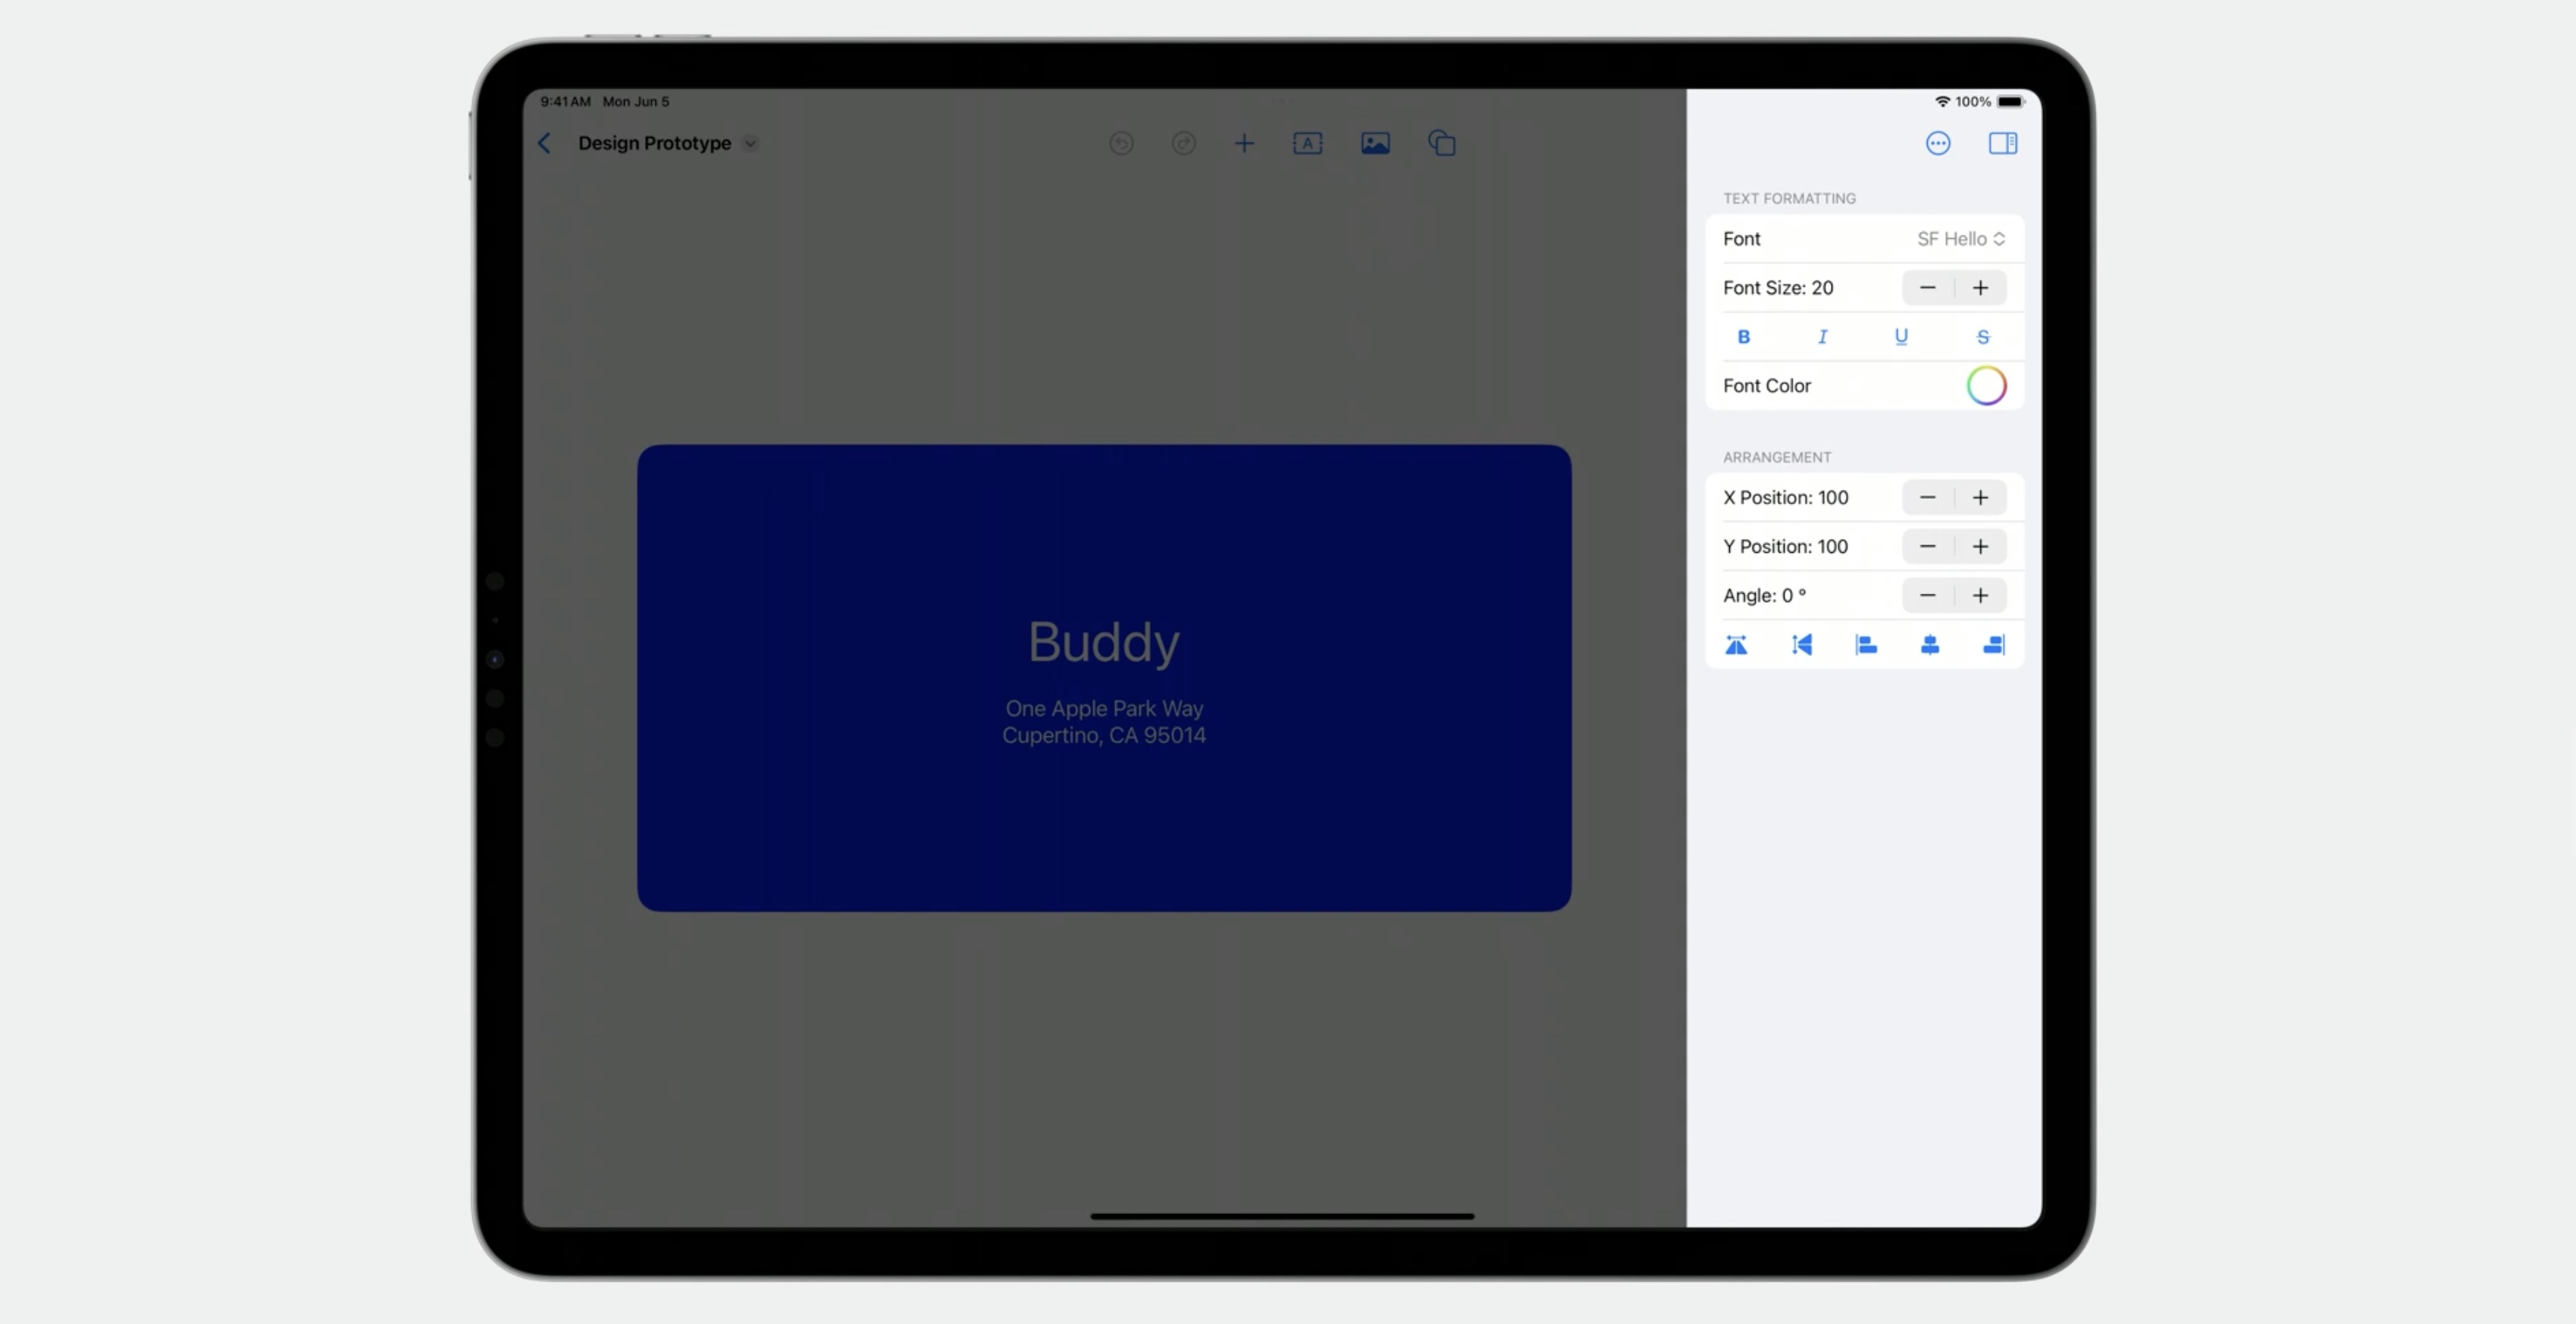 9:41 AM Mon Jun 5
100%
Design Prototype
A
TEXT FORMATTING
Font SF Hello
Font Size: 20 − +
B I U S
Font Color
ARRANGEMENT
X Position: 100 − +
Y Position: 100 − +
Angle: 0 º − +
Buddy
One Apple Park Way
Cupertino, CA 95014